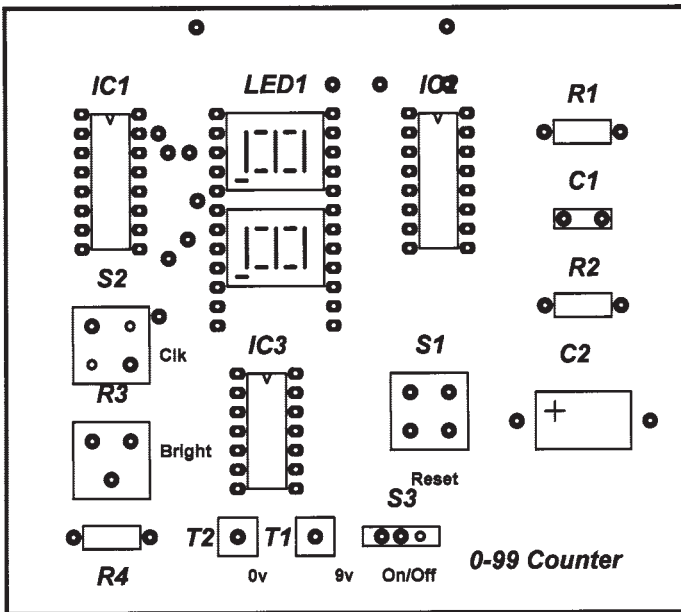 IC1 LED1 IC2 R1
C1
S2 R2
Clk IC3 S1 C2
R3
Bright
Reset
S3
T2 T1 0-99 Counter
R4 0v 9v On/Off